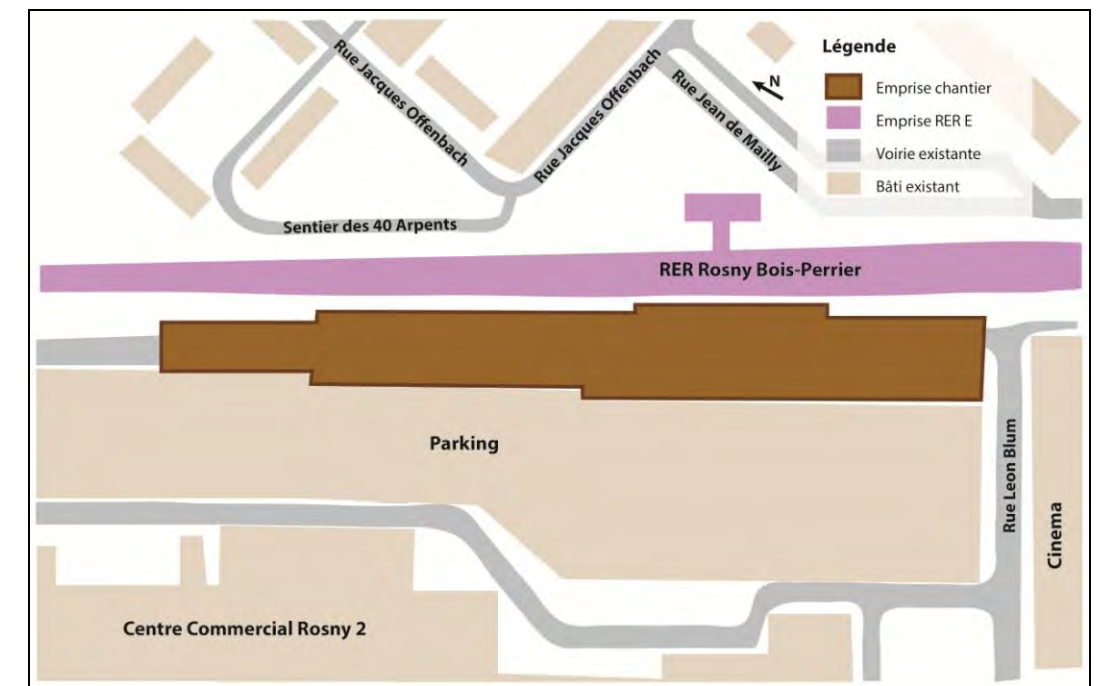 Légende
N
Emprise chantier
Emprise RER E
Voirie existante
Bâti existant
Rue Jacques Offenbach
Rue Jacques Offenbach
Rue Jean de Mailly
Sentier des 40 Arpents
RER Rosny Bois-Perrier
Parking
Rue Leon Blum
Cinema
Centre Commercial Rosny 2